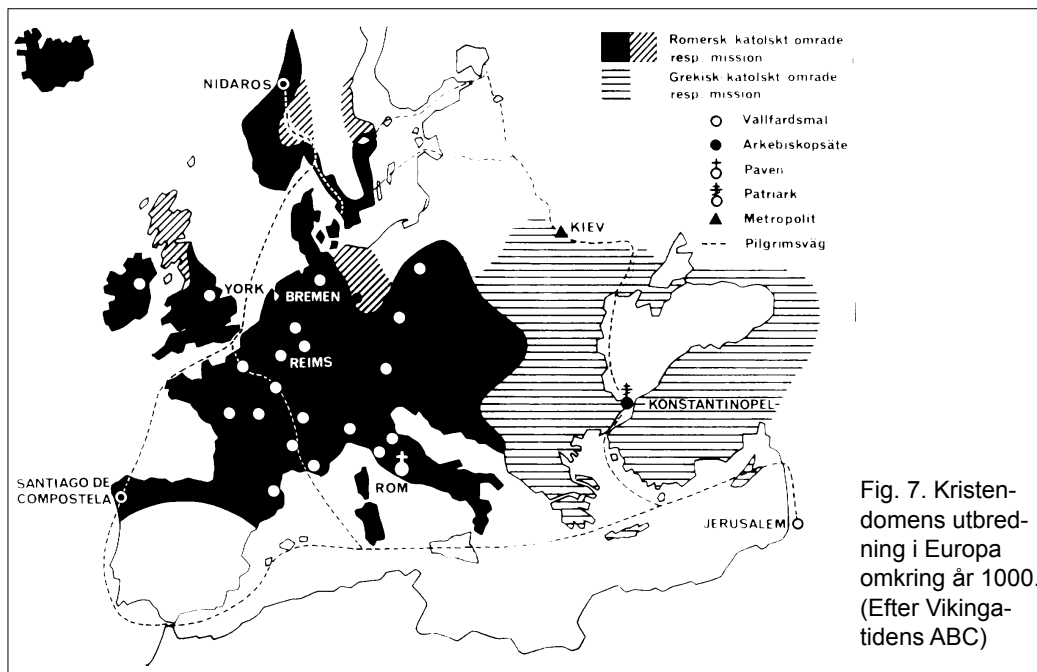 NIDAROS
Romersk katolskt område
resp. mission
Grekisk-katolskt område
resp. mission
Vallfardsmal
Arkebiskopsäte
Paven
Patriark
Metropolit
Pilgrimsväg
KIEV
YORK
BREMEN
REIMS
KONSTANTINOPEL
SANTIAGO DE
COMPOSTELA
ROM
JERUSALEM
Fig. 7. Kristen-
domens utbred-
ning i Europa
omkring år 1000.
(Efter Vikinga-
tidens ABC)